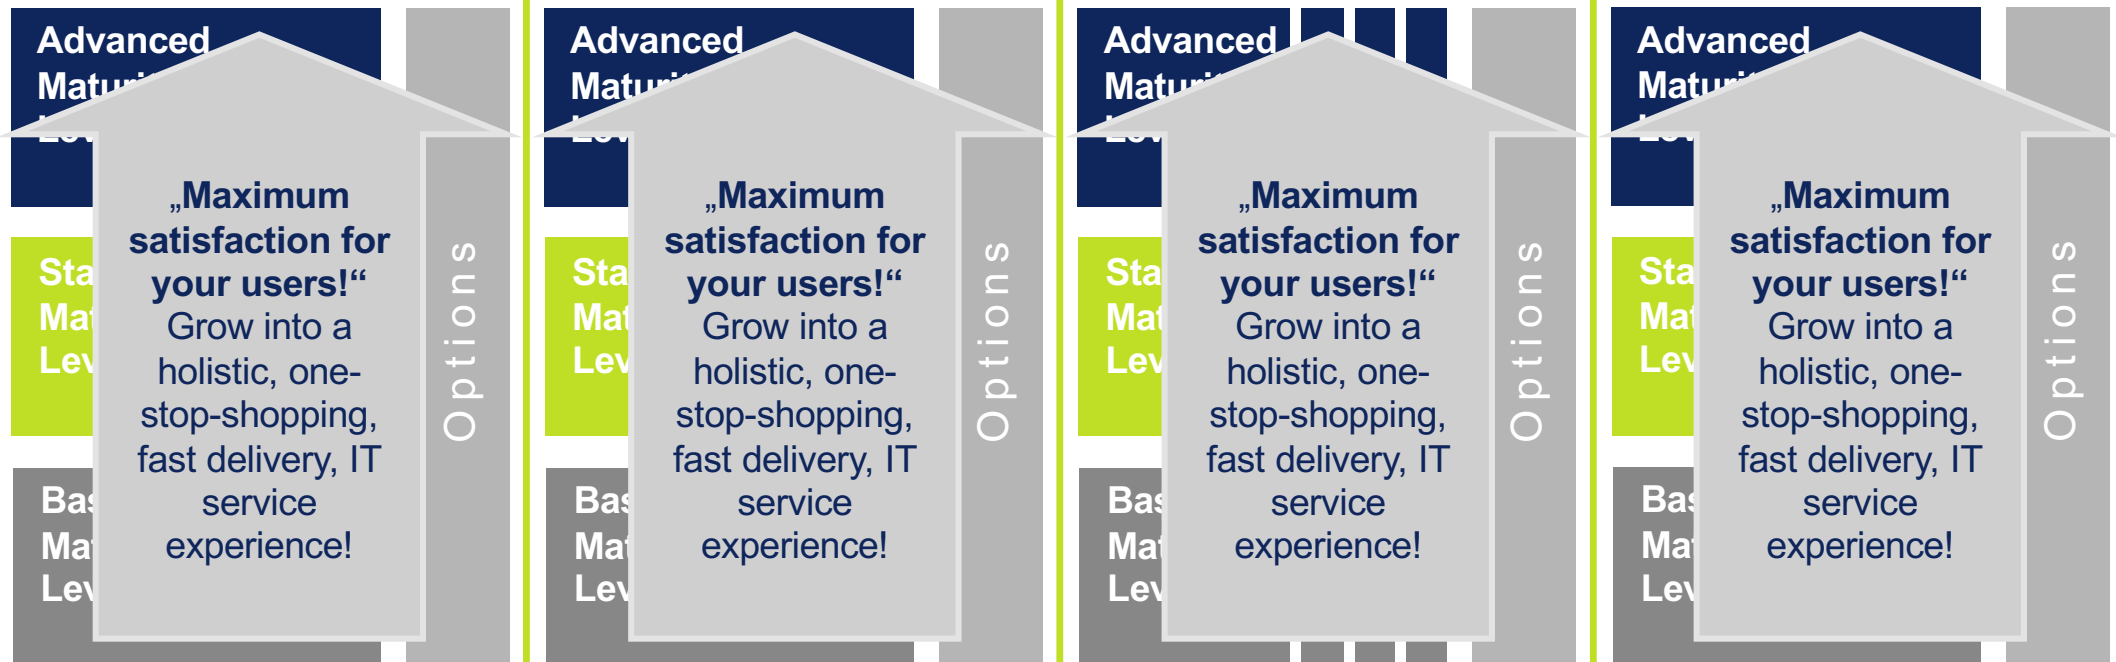 Advanced
„Maximum
satisfaction for
your users!“
Grow into a
holistic, one-
stop-shopping,
fast delivery, IT
service
experience!
Options
Advanced
„Maximum
satisfaction for
your users!“
Grow into a
holistic, one-
stop-shopping,
fast delivery, IT
service
experience!
Options
Advanced
„Maximum
satisfaction for
your users!“
Grow into a
holistic, one-
stop-shopping,
fast delivery, IT
service
experience!
Options
Advanced
„Maximum
satisfaction for
your users!“
Grow into a
holistic, one-
stop-shopping,
fast delivery, IT
service
experience!
Options